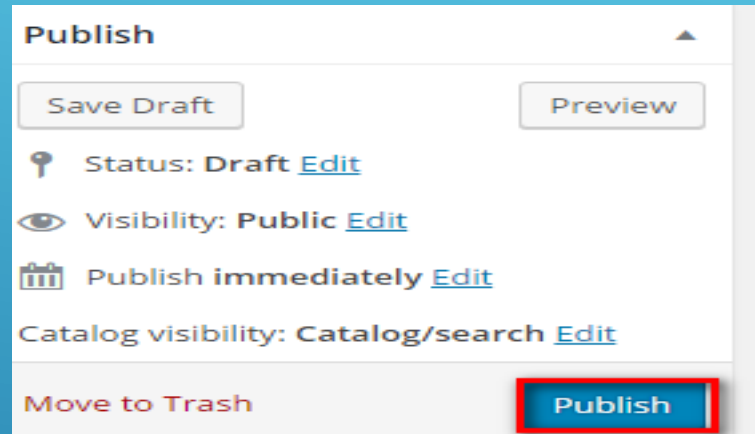 Publish
Save Draft Preview
Status: Draft Edit
Visibility: Public Edit
Publish immediately Edit
Catalog visibility: Catalog/search Edit
Move to Trash Publish